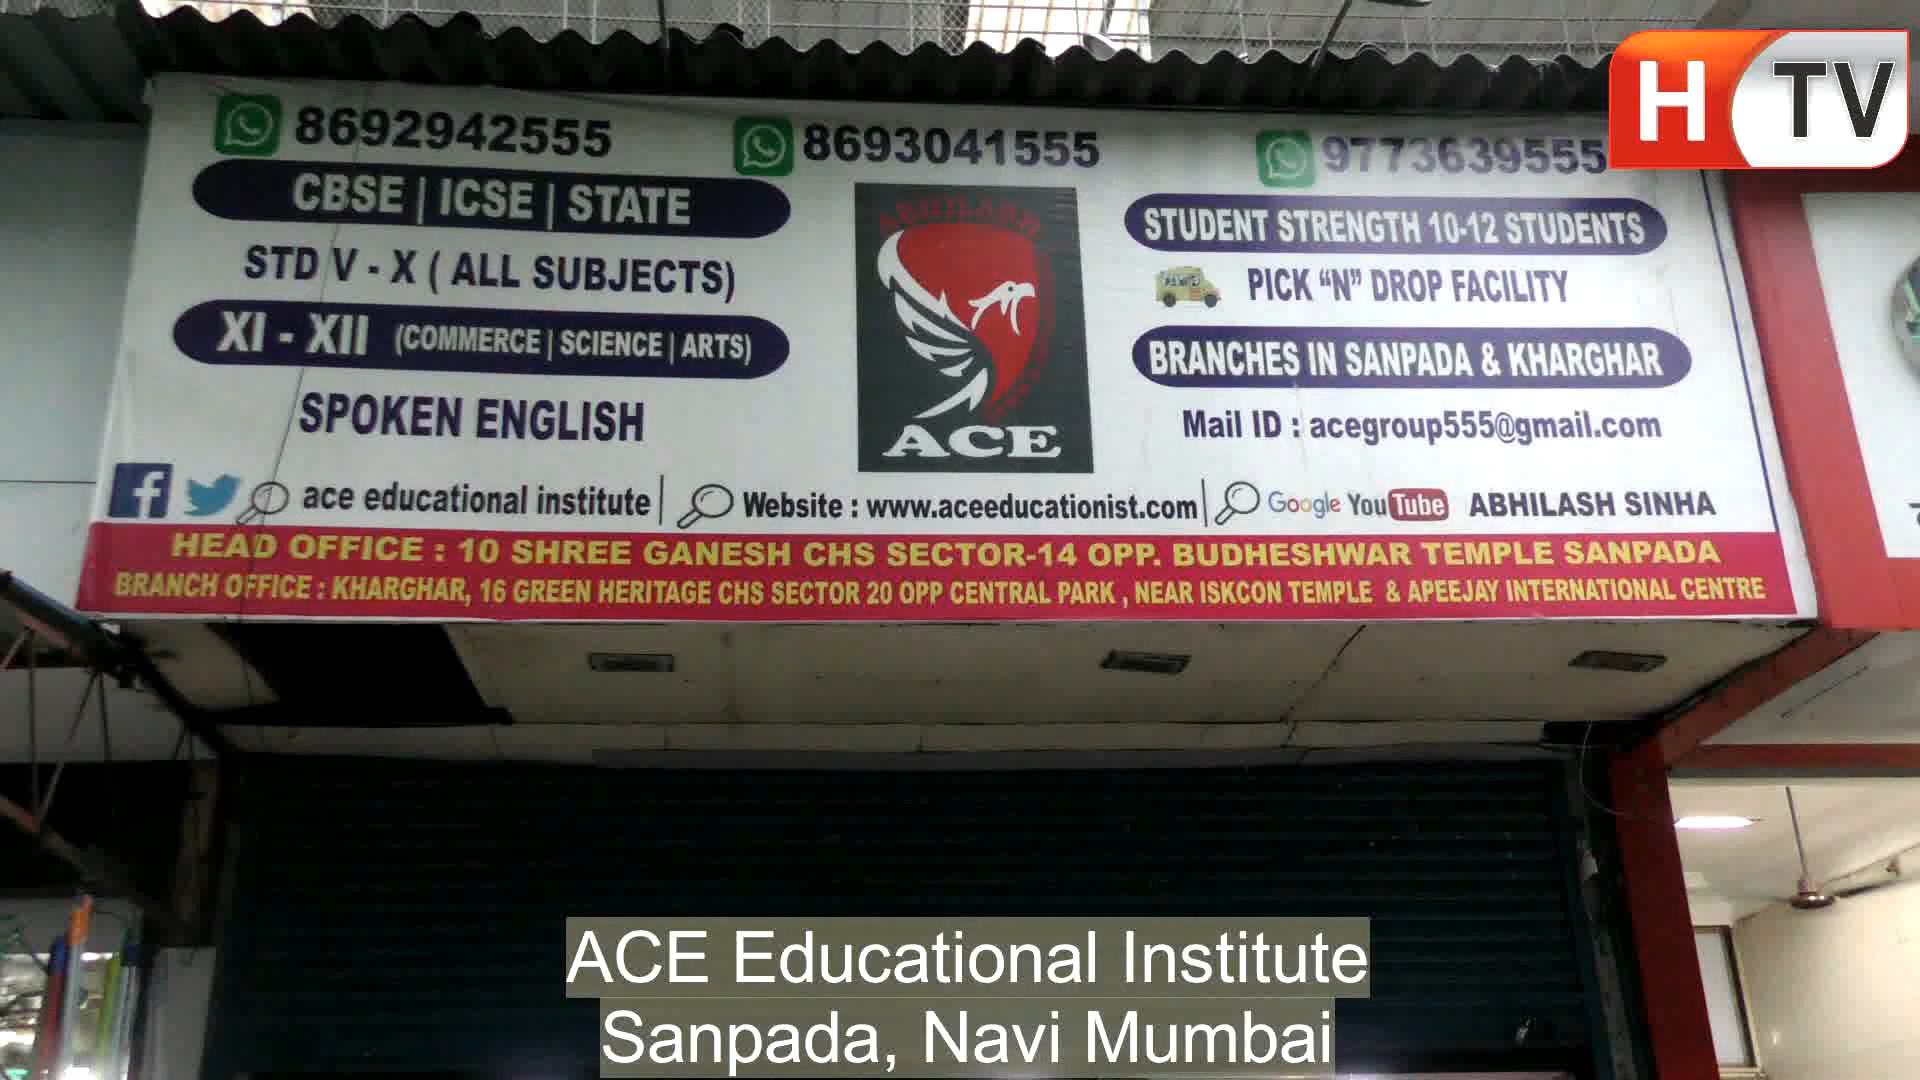 H TV
8692942555
8693041555
9773639555
CBSE | ICSE | STATE
STD V - X ( ALL SUBJECTS)
XI - XII (COMMERCE | SCIENCE | ARTS)
SPOKEN ENGLISH
ABHILASH
ACE
STUDENT STRENGTH 10-12 STUDENTS
PICK “N” DROP FACILITY
BRANCHES IN SANPADA & KHARGHAR
Mail ID : acegroup555@gmail.com
ace educational institute | Website : www.aceeducationist.com | Google YouTube ABHILASH SINHA
HEAD OFFICE : 10 SHREE GANESH CHS SECTOR-14 OPP. BUDHESHWAR TEMPLE SANPADA
BRANCH OFFICE : KHARGHAR, 16 GREEN HERITAGE CHS SECTOR 20 OPP CENTRAL PARK , NEAR ISKCON TEMPLE & APEEJAY INTERNATIONAL CENTRE
ACE Educational Institute
Sanpada, Navi Mumbai